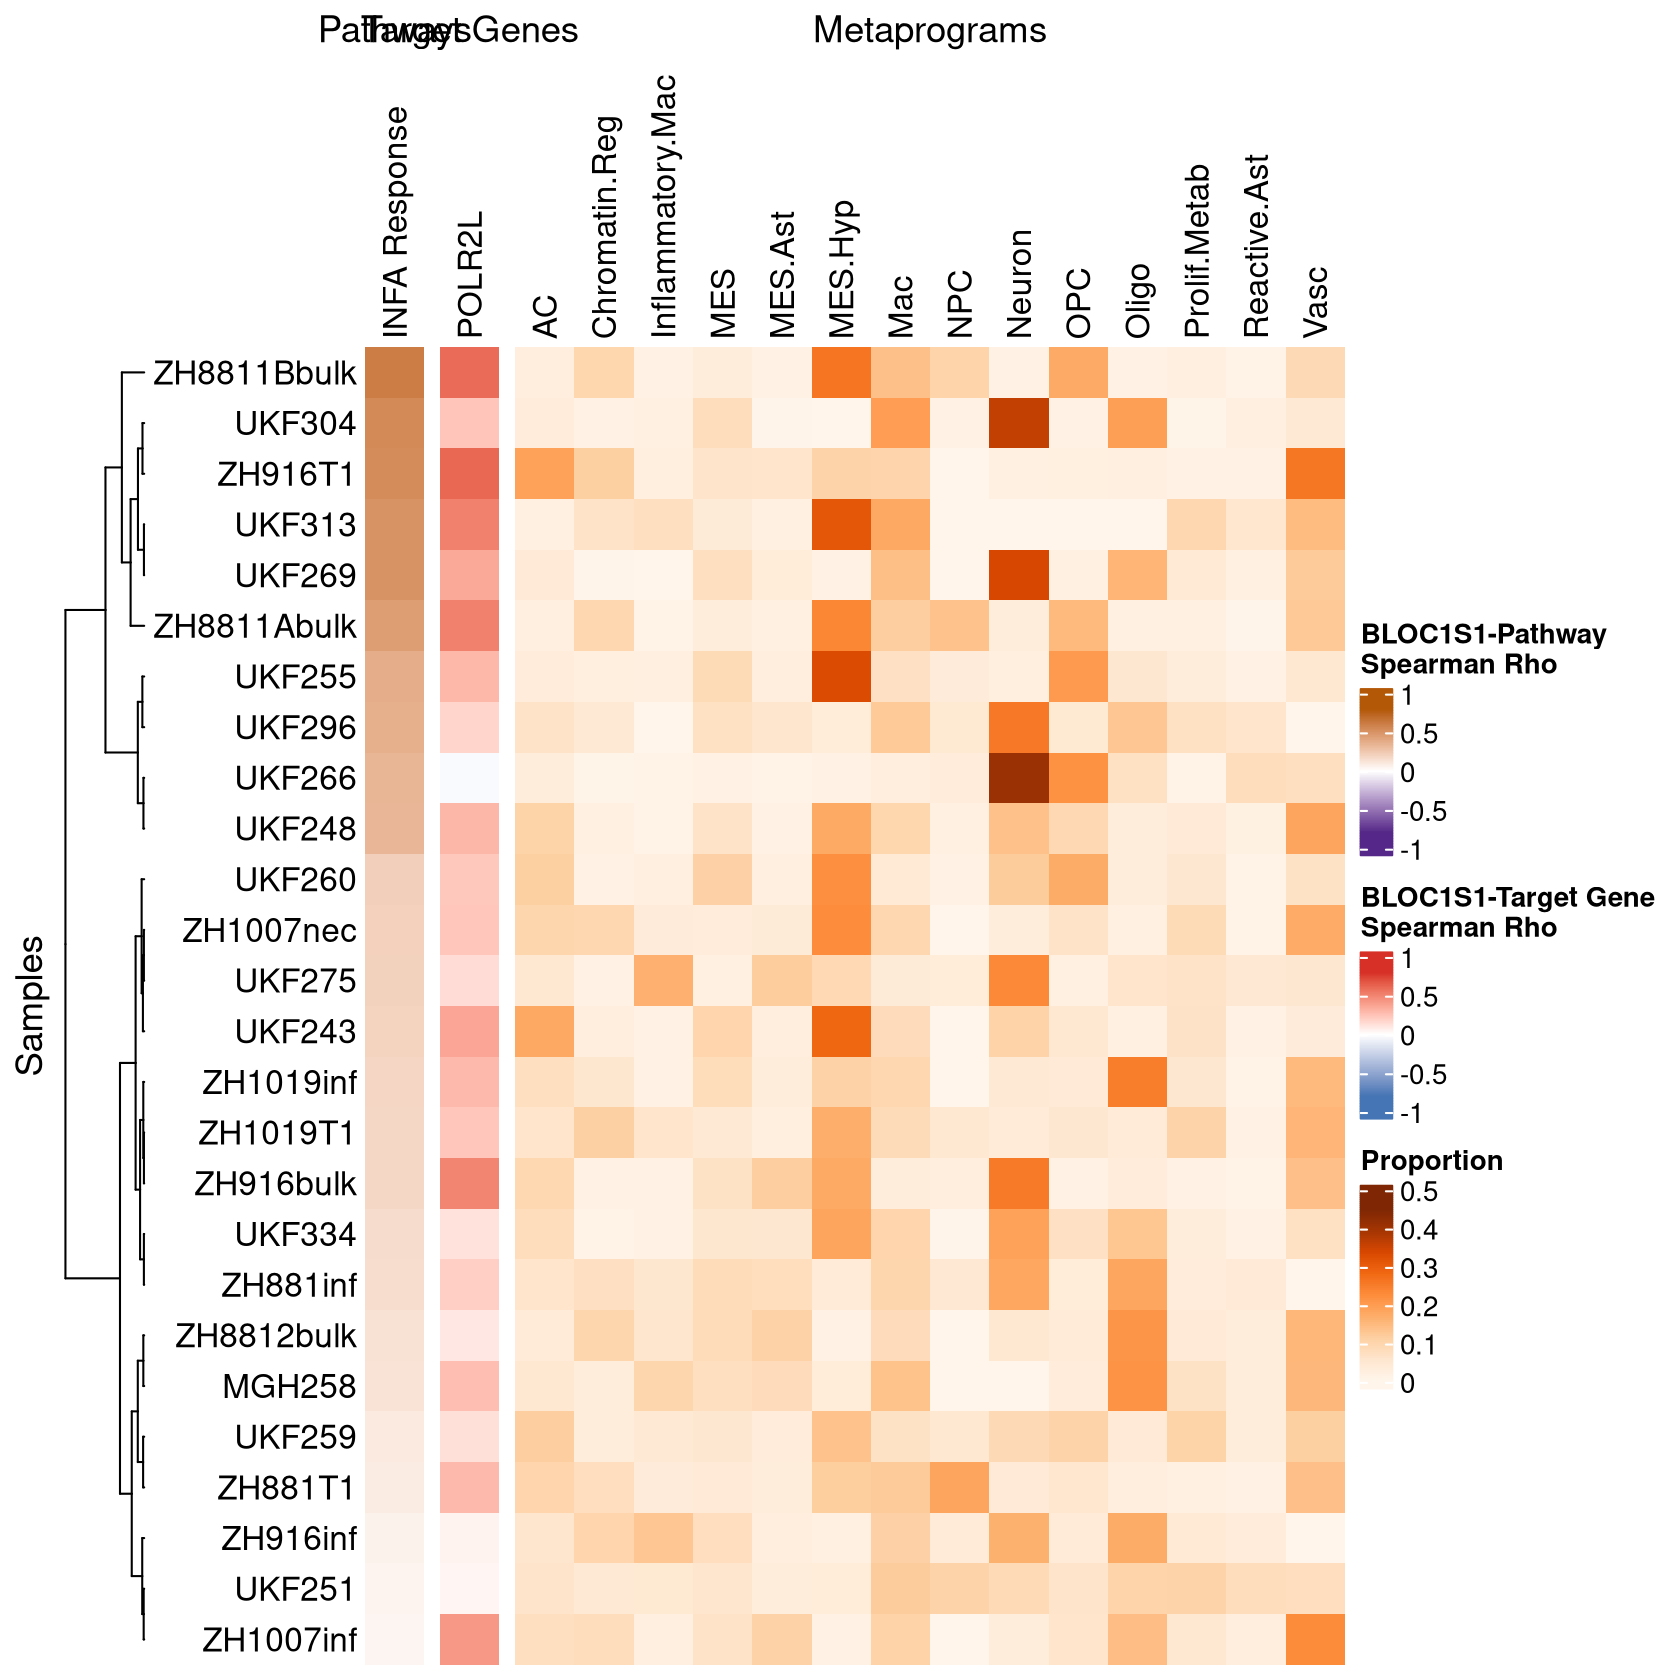 Pathways
Target Genes
Metaprograms
INFA Response
POLR2L
AC
Chromatin.Reg
Inflammatory.Mac
MES
MES.Ast
MES.Hyp
Mac
NPC
Neuron
OPC
Oligo
Prolif.Metab
Reactive.Ast
Vasc
Samples
ZH8811Bbulk
UKF304
ZH916T1
UKF313
UKF269
ZH8811Abulk
UKF255
UKF296
UKF266
UKF248
UKF260
ZH1007nec
UKF275
UKF243
ZH1019inf
ZH1019T1
ZH916bulk
UKF334
ZH881inf
ZH8812bulk
MGH258
UKF259
ZH881T1
ZH916inf
UKF251
ZH1007inf
BLOC1S1-Pathway
Spearman Rho
1
0.5
0
-0.5
-1
BLOC1S1-Target Gene
Spearman Rho
1
0.5
0
-0.5
-1
Proportion
0.5
0.4
0.3
0.2
0.1
0